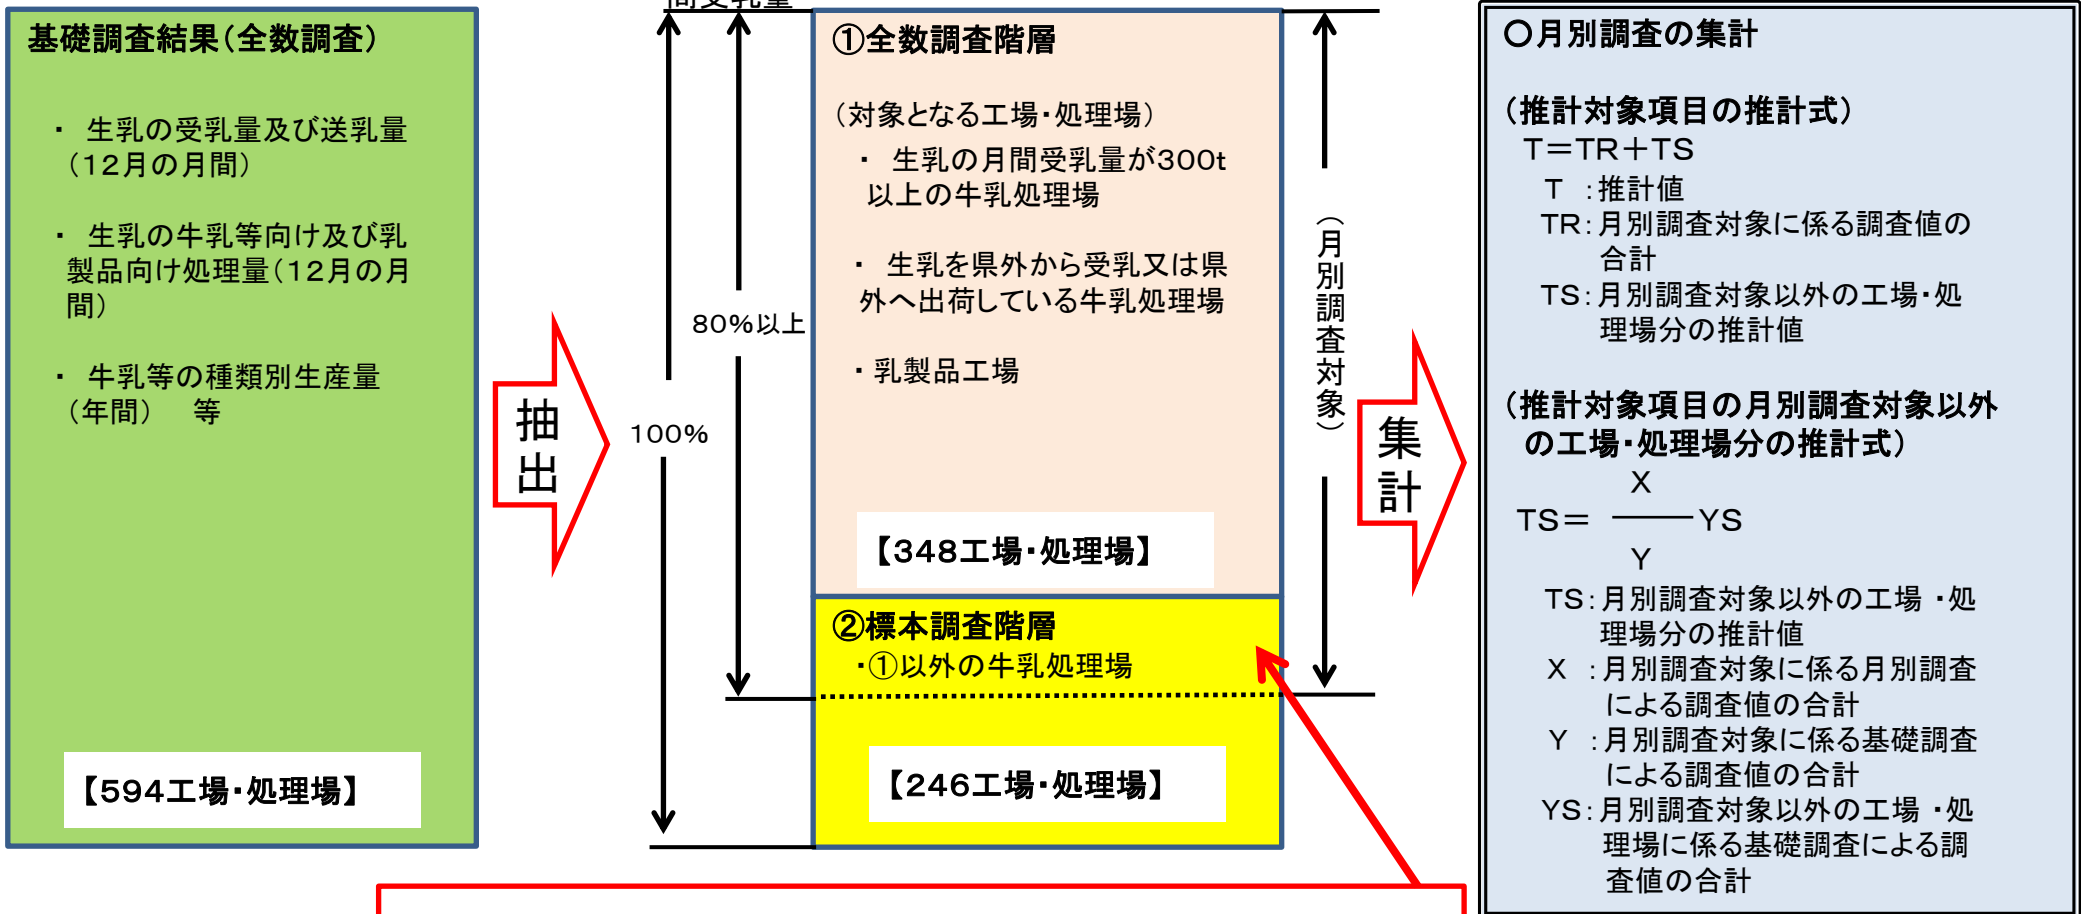 間受乳量
基礎調査結果(全数調査)
・ 生乳の受乳量及び送乳量
(12月の月間)
・ 生乳の牛乳等向け及び乳
製品向け処理量(12月の月
間)
・ 牛乳等の種類別生産量
(年間) 等
【594工場・処理場】
抽出
100%
80%以上
①全数調査階層
(対象となる工場・処理場)
・ 生乳の月間受乳量が300t
以上の牛乳処理場
・ 生乳を県外から受乳又は県
外へ出荷している牛乳処理場
・乳製品工場
【348工場・処理場】
②標本調査階層
・①以外の牛乳処理場
【246工場・処理場】
(月別調査対象)
集計
○月別調査の集計
(推計対象項目の推計式)
T=TR+TS
T :推計値
TR:月別調査対象に係る調査値の
合計
TS:月別調査対象以外の工場・処
理場分の推計値
(推計対象項目の月別調査対象以外
の工場・処理場分の推計式)
X
TS= ―― YS
Y
TS:月別調査対象以外の工場 ・処
理場分の推計値
X :月別調査対象に係る月別調査
による調査値の合計
Y :月別調査対象に係る基礎調査
による調査値の合計
YS:月別調査対象以外の工場 ・処
理場に係る基礎調査による調
査値の合計